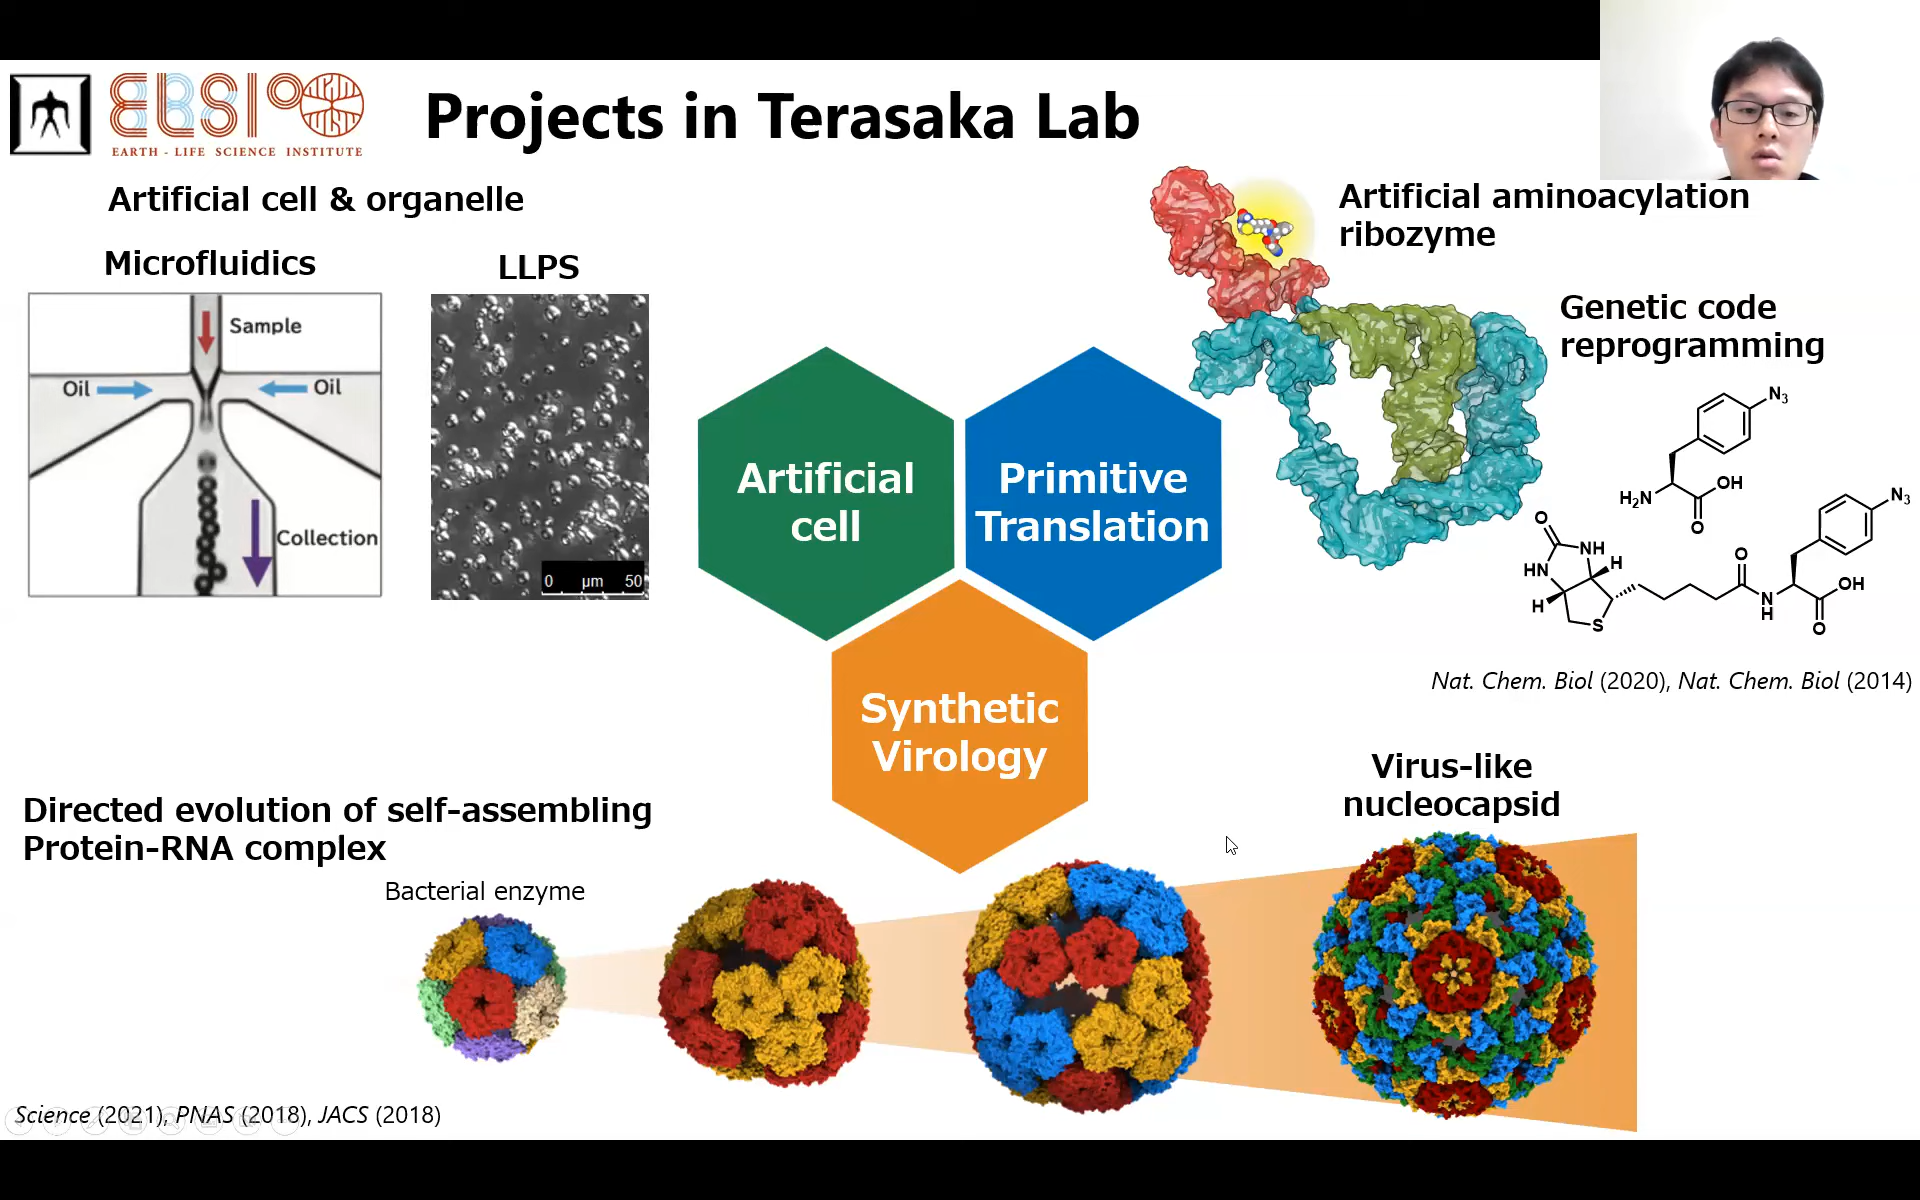 ELSI
EARTH - LIFE SCIENCE INSTITUTE
Projects in Terasaka Lab
Artificial cell & organelle
Microfluidics
LLPS
Sample
Oil
Oil
Collection
0 µm 50
Artificial
cell
Primitive
Translation
Synthetic
Virology
Artificial aminoacylation
ribozyme
Genetic code
reprogramming
N3
H2N
OH
O
N3
O
NH
HN
H
H
S
O
N
H
OH
O
Nat. Chem. Biol (2020), Nat. Chem. Biol (2014)
Directed evolution of self-assembling
Protein-RNA complex
Bacterial enzyme
Virus-like
nucleocapsid
Science (2021), PNAS (2018), JACS (2018)